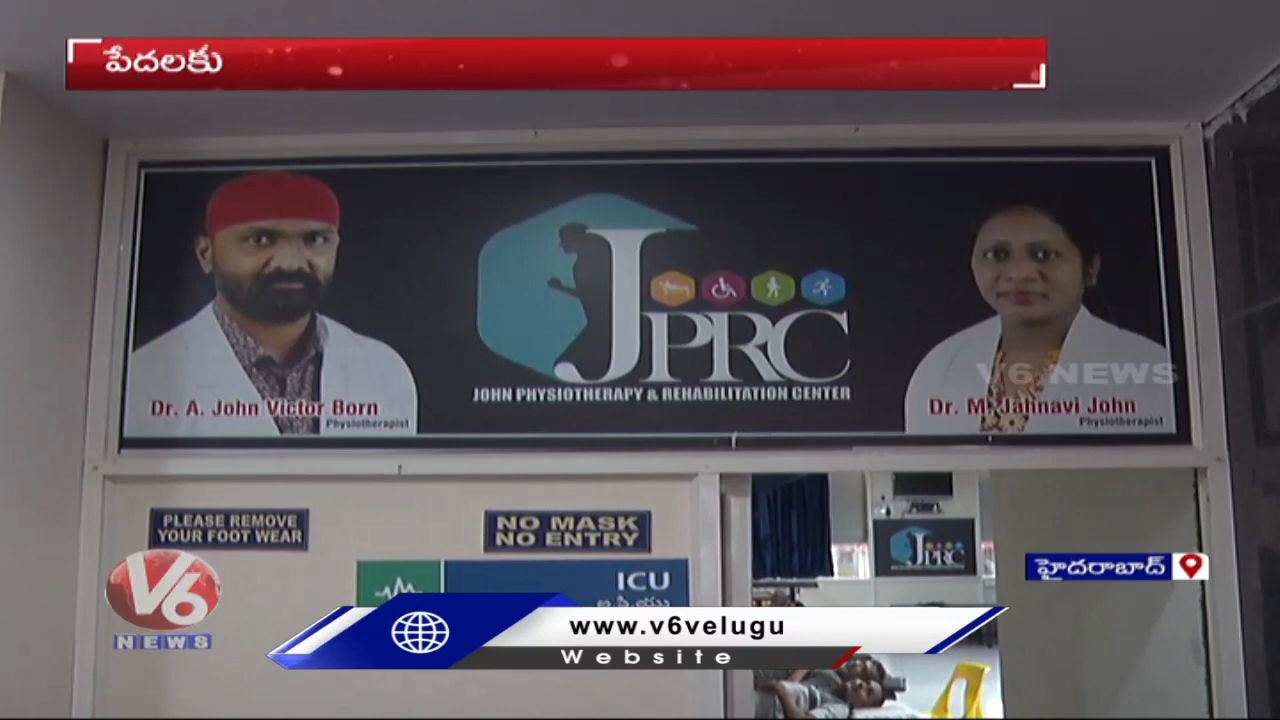 పేదలకు
JPRC
JOHN PHYSIOTHERAPY & REHABILITATION CENTER
Dr. A. John Victor Born
Physiotherapist
Dr. M. Jahnavi John
Physiotherapist
V6 NEWS
PLEASE REMOVE
YOUR FOOT WEAR
NO MASK
NO ENTRY
ICU
ఐ.సి.యు
JPRC
హైదరాబాద్
V6
NEWS
www.v6velugu
Website